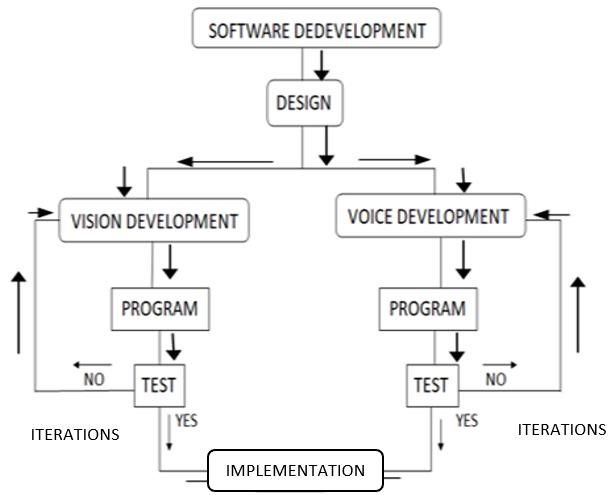 SOFTWARE DEDEVELOPMENT
DESIGN
VISION DEVELOPMENT
VOICE DEVELOPMENT
PROGRAM
PROGRAM
NO
TEST
TEST
NO
YES
YES
ITERATIONS
ITERATIONS
IMPLEMENTATION